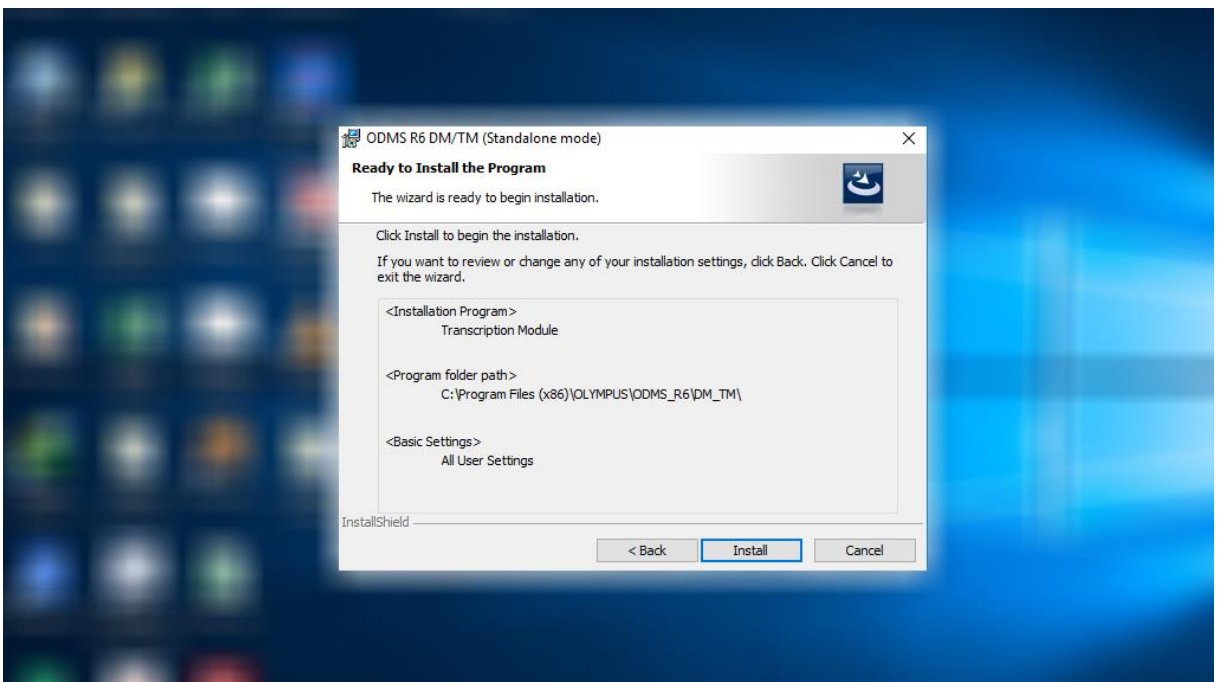 ODMS R6 DM/TM (Standalone mode)
Ready to Install the Program
The wizard is ready to begin installation.
Click Install to begin the installation.
If you want to review or change any of your installation settings, click Back. Click Cancel to
exit the wizard.
<Installation Program>
Transcription Module
<Program folder path>
C:\Program Files (x86)\OLYMPUS\ODMS_R6\DM_TM\
<Basic Settings>
All User Settings
InstallShield
< Back
Install
Cancel